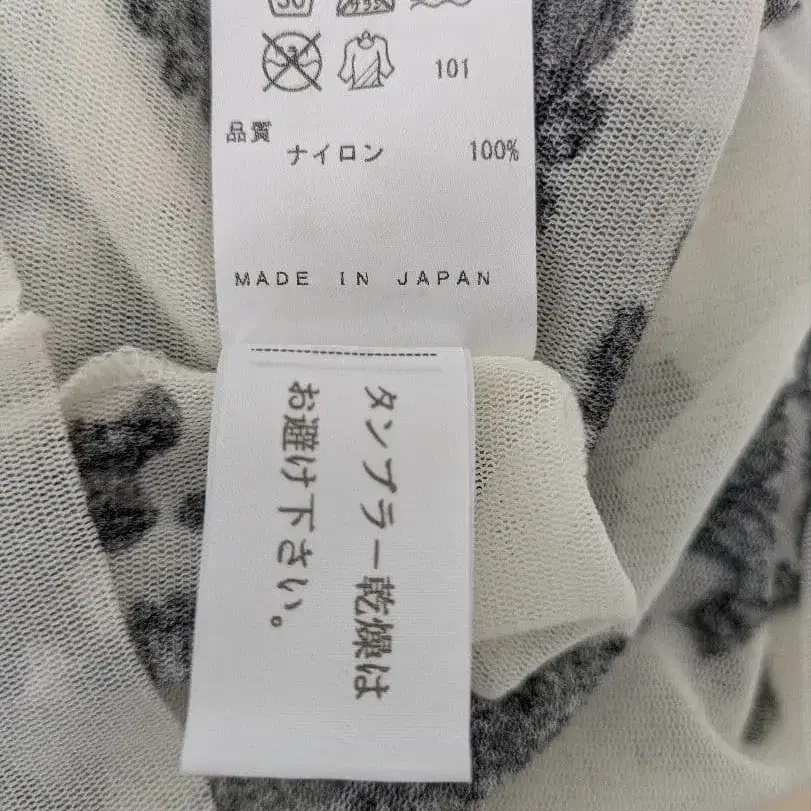 30
101
品質
ナイロン 100%
MADE IN JAPAN
タンブラー乾燥は
お避け下さい。